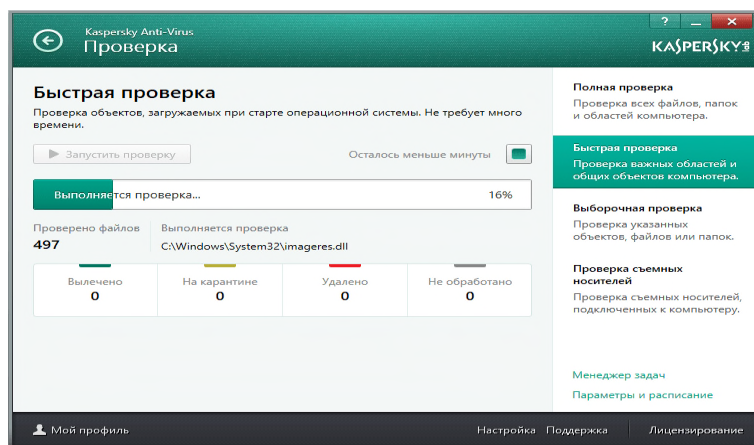 Kaspersky Anti-Virus
Проверка
KASPERSKY
Быстрая проверка
Проверка объектов, загружаемых при старте операционной системы. Не требует много
времени.
Запустить проверку
Осталось меньше минуты
Выполняется проверка...
16%
Проверено файлов
497
Выполняется проверка
C:\Windows\System32\imageres.dll
Вылечено
0
На карантине
0
Удалено
0
Не обработано
0
Полная проверка
Проверка всех файлов, папок
и областей компьютера.
Быстрая проверка
Проверка важных областей и
общих объектов компьютера.
Выборочная проверка
Проверка указанных
объектов, файлов или папок.
Проверка съемных
носителей
Проверка съемных носителей,
подключенных к компьютеру.
Менеджер задач
Параметры и расписание
Мой профиль
Настройка
Поддержка
Лицензирование